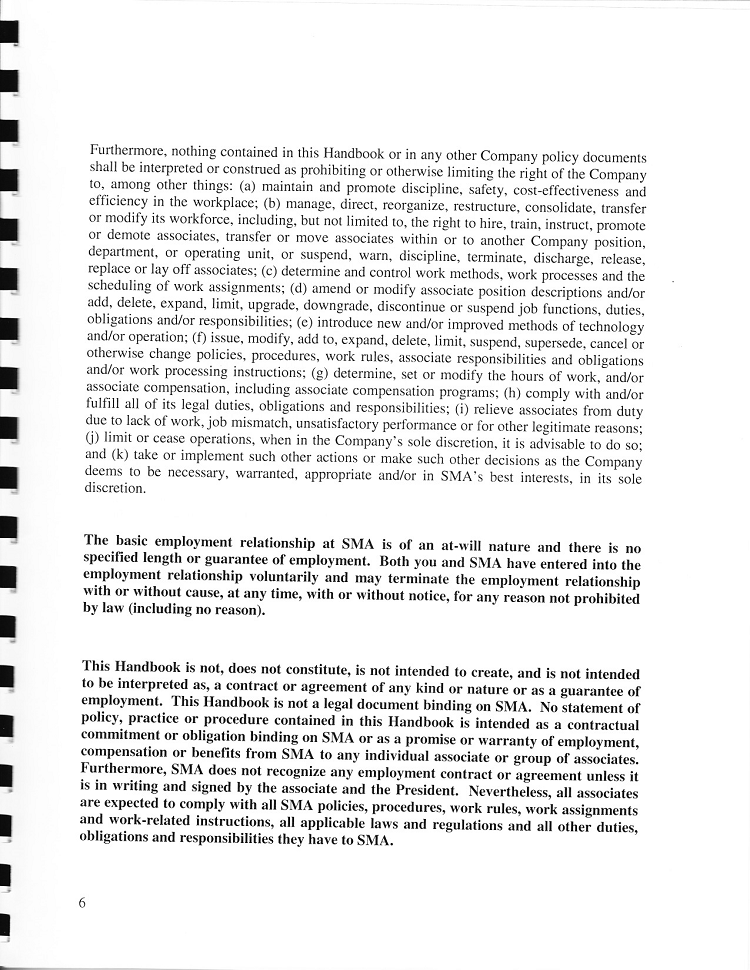 Furthermore, nothing contained in this Handbook or in any other Company policy documents
shall be interpreted or construed as prohibiting or otherwise limiting the right of the Company
to, among other things: (a) maintain and promote discipline, safety, cost-effectiveness and
efficiency in the workplace; (b) manage, direct, reorganize, restructure, consolidate, transfer
or modify its workforce, including, but not limited to, the right to hire, train, instruct, promote
or demote associates, transfer or move associates within or to another Company position,
department, or operating unit, or suspend, warn, discipline, terminate, discharge, release,
replace or lay off associates; (c) determine and control work methods, work processes and the
scheduling of work assignments; (d) amend or modify associate position descriptions and/or
add, delete, expand, limit, upgrade, downgrade, discontinue or suspend job functions, duties,
obligations and/or responsibilities; (e) introduce new and/or improved methods of technology
and/or operation; (f) issue, modify, add to, expand, delete, limit, suspend, supersede, cancel or
otherwise change policies, procedures, work rules, associate responsibilities and obligations
and/or work processing instructions; (g) determine, set or modify the hours of work, and/or
associate compensation, including associate compensation programs; (h) comply with and/or
fulfill all of its legal duties, obligations and responsibilities; (i) relieve associates from duty
due to lack of work, job mismatch, unsatisfactory performance or for other legitimate reasons;
(j) limit or cease operations, when in the Company's sole discretion, it is advisable to do so;
and (k) take or implement such other actions or make such other decisions as the Company
deems to be necessary, warranted, appropriate and/or in SMA's best interests, in its sole
discretion.
The basic employment relationship at SMA is of an at-will nature and there is no
specified length or guarantee of employment. Both you and SMA have entered into the
employment relationship voluntarily and may terminate the employment relationship
with or without cause, at any time, with or without notice, for any reason not prohibited
by law (including no reason).
This Handbook is not, does not constitute, is not intended to create, and is not intended
to be interpreted as, a contract or agreement of any kind or nature or as a guarantee of
employment. This Handbook is not a legal document binding on SMA. No statement of
policy, practice or procedure contained in this Handbook is intended as a contractual
commitment or obligation binding on SMA or as a promise or warranty of employment,
compensation or benefits from SMA to any individual associate or group of associates.
Furthermore, SMA does not recognize any employment contract or agreement unless it
is in writing and signed by the associate and the President. Nevertheless, all associates
are expected to comply with all SMA policies, procedures, work rules, work assignments
and work-related instructions, all applicable laws and regulations and all other duties,
obligations and responsibilities they have to SMA.
6